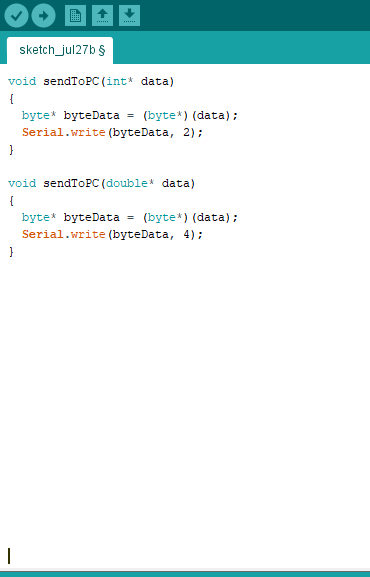 sketch_jul27b §
void sendToPC(int* data)
{
  byte* byteData = (byte*)(data);
  Serial.write(byteData, 2);
}

void sendToPC(double* data)
{
  byte* byteData = (byte*)(data);
  Serial.write(byteData, 4);
}